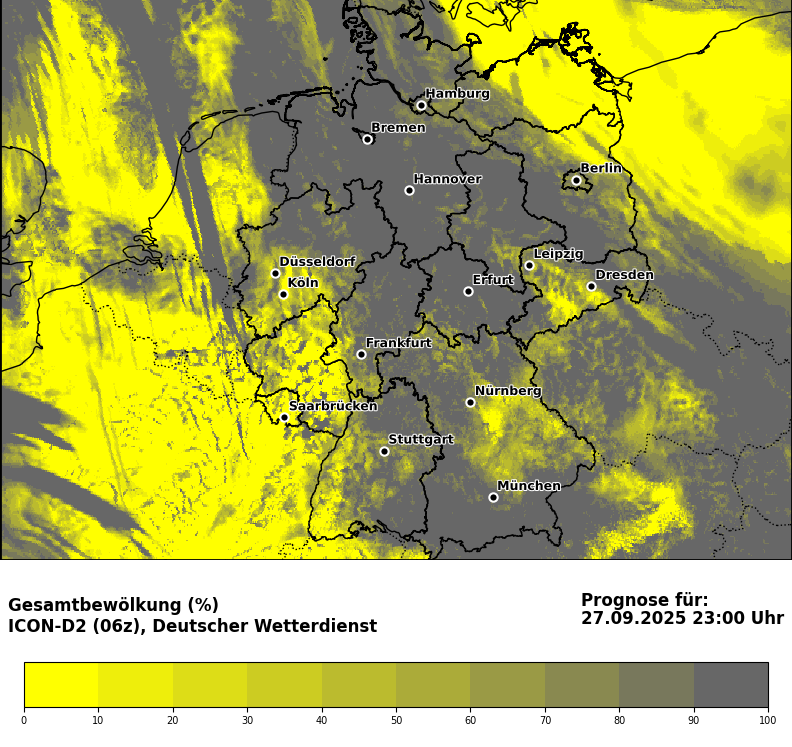 Hamburg
Bremen
Berlin
Hannover
Leipzig
Düsseldorf
Dresden
Köln
Erfurt
Frankfurt
Nürnberg
Saarbrücken
Stuttgart
München
Gesamtbewölkung (%)
ICON-D2 (06z), Deutscher Wetterdienst
Prognose für:
27.09.2025 23:00 Uhr
0 10 20 30 40 50 60 70 80 90 100